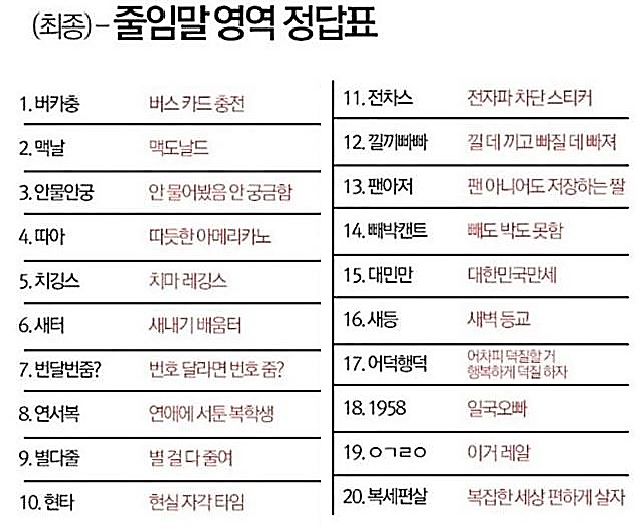 (최종) - 줄임말 영역 정답표
1. 버카충 버스 카드 충전
2. 맥날 맥도날드
3. 안물안궁 안 물어봤음 안 궁금함
4. 따아 따듯한 아메리카노
5. 치깅스 치마 레깅스
6. 새터 새내기 배움터
7. 번달번줌? 번호 달라면 번호 줌?
8. 연서복 연애에 서툰 복학생
9. 별다줄 별 걸 다 줄여
10. 현타 현실 자각 타임
11. 전차스 전자파 차단 스티커
12. 낄끼빠빠 낄 데 끼고 빠질 데 빠져
13. 팬아저 팬 아니어도 저장하는 짤
14. 빼박캔트 빼도 박도 못함
15. 대민만 대한민국만세
16. 새등 새벽 등교
17. 어덕행덕 어차피 덕질할 거
행복하게 덕질 하자
18. 1958 일국오빠
19. ㅇㄱㄹㅇ 이거 레알
20. 복세편살 복잡한 세상 편하게 살자